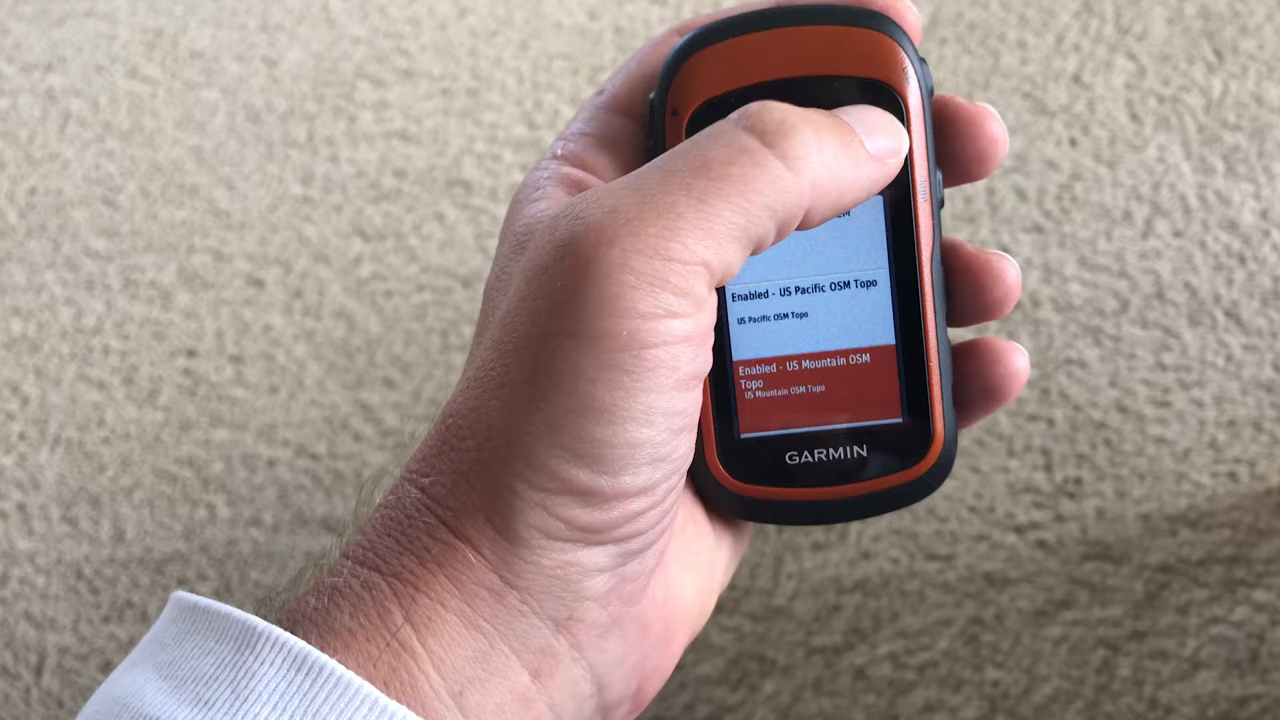 Enabled - US Pacific OSM Topo
US Pacific OSM Topo
Enabled - US Mountain OSM
Topo
US Mountain OSM Topo
GARMIN